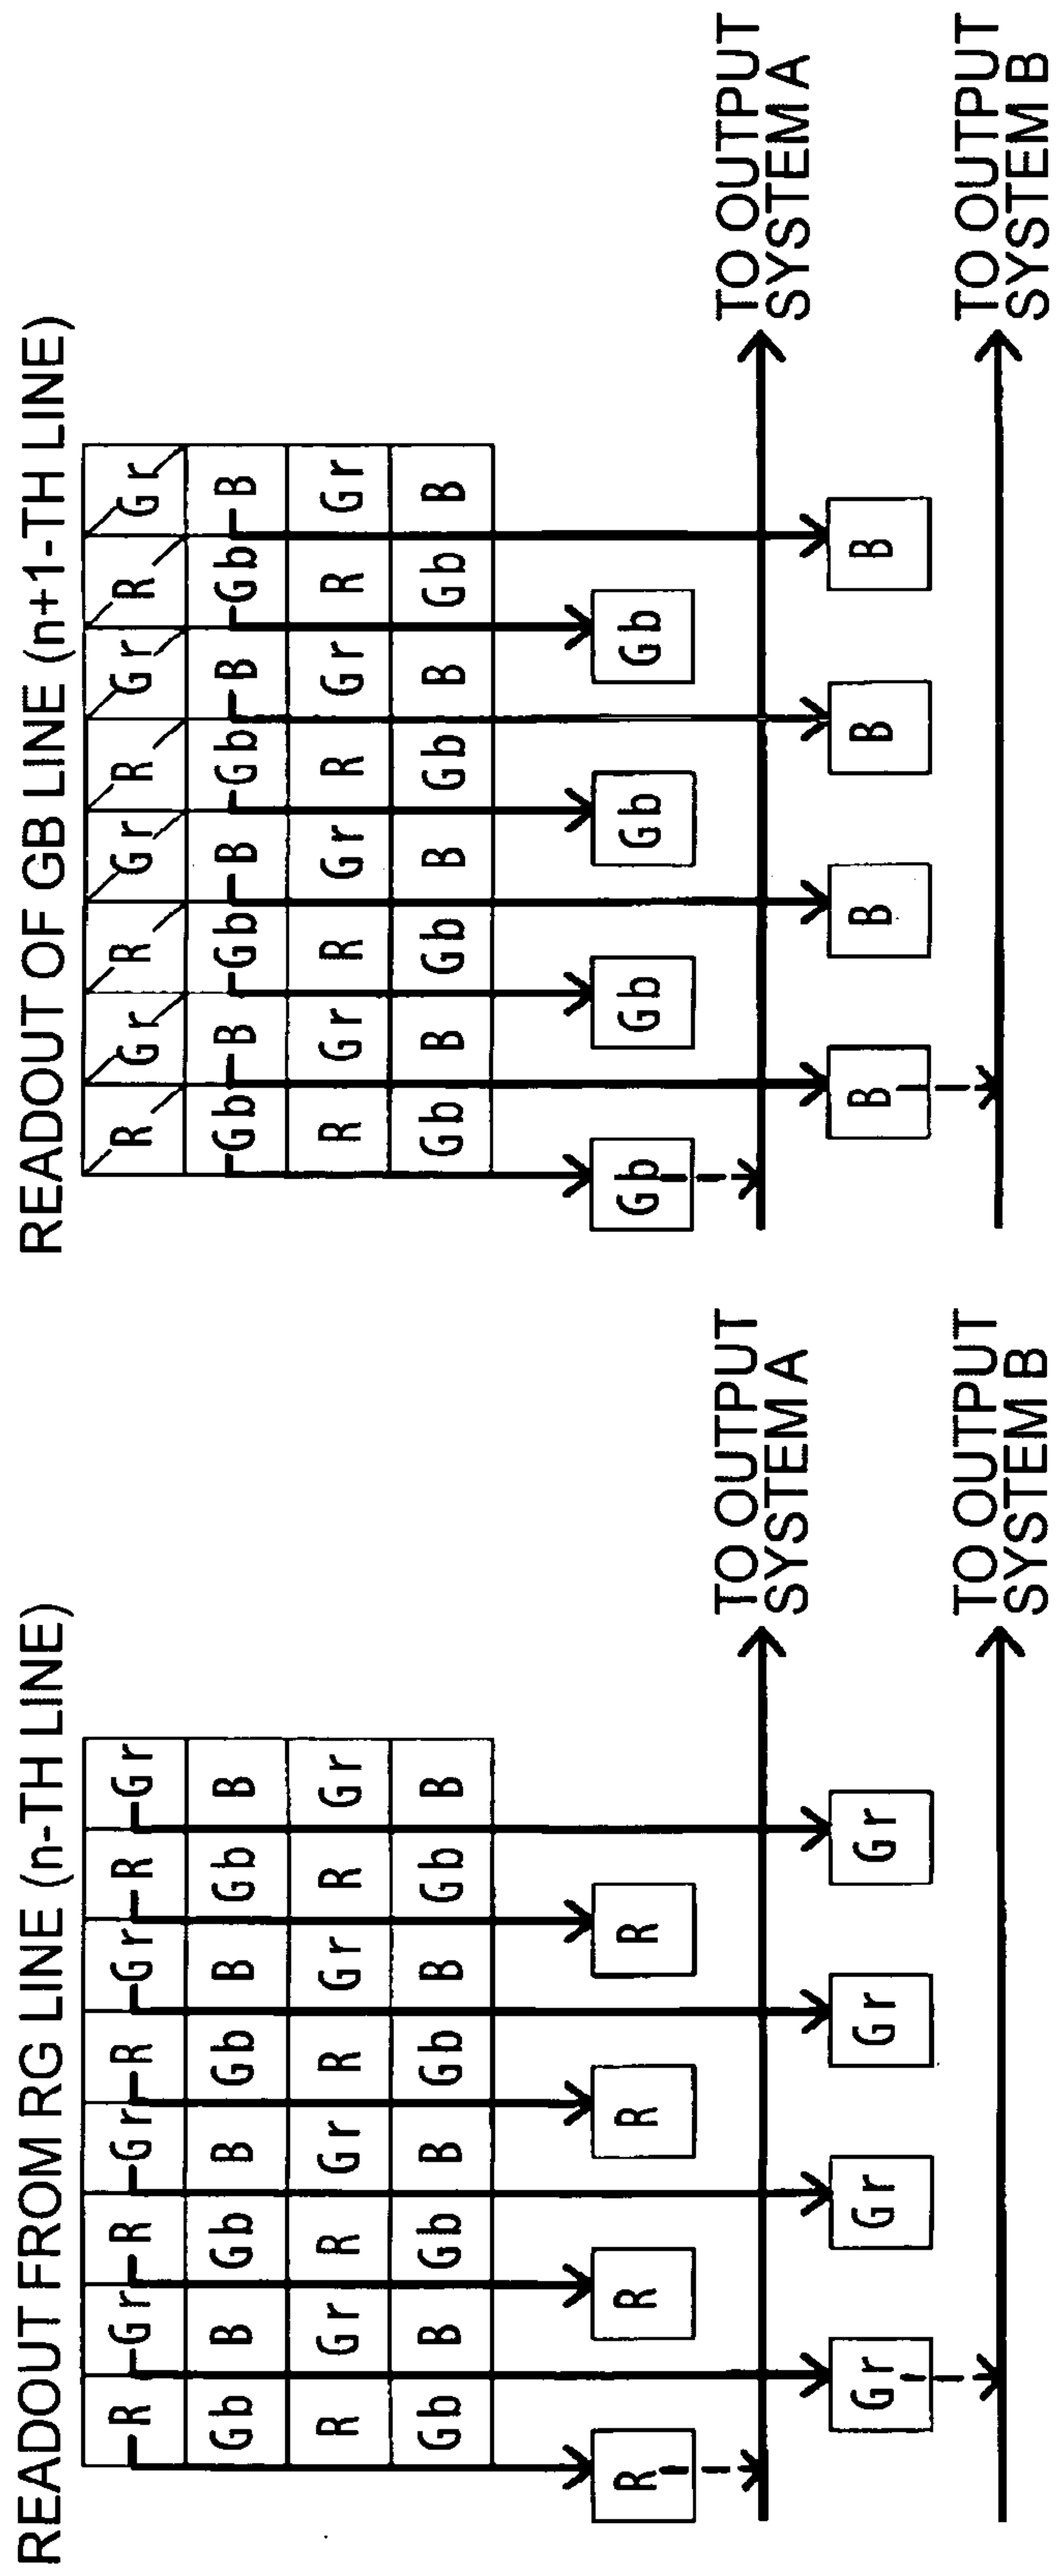 READOUT FROM RG LINE (n-TH LINE)
R Gr R Gr R Gr R Gr
Gb B Gb B Gb B Gb B
R Gr R Gr R Gr R Gr
Gb B Gb B Gb B Gb B
R R R R
TO OUTPUT
SYSTEM A
Gr Gr Gr Gr
TO OUTPUT
SYSTEM B
READOUT OF GB LINE (n+1-TH LINE)
R Gr R Gr R Gr R Gr
Gb B Gb B Gb B Gb B
R Gr R Gr R Gr R Gr
Gb B Gb B Gb B Gb B
Gb Gb Gb Gb
TO OUTPUT
SYSTEM A
B B B B
TO OUTPUT
SYSTEM B